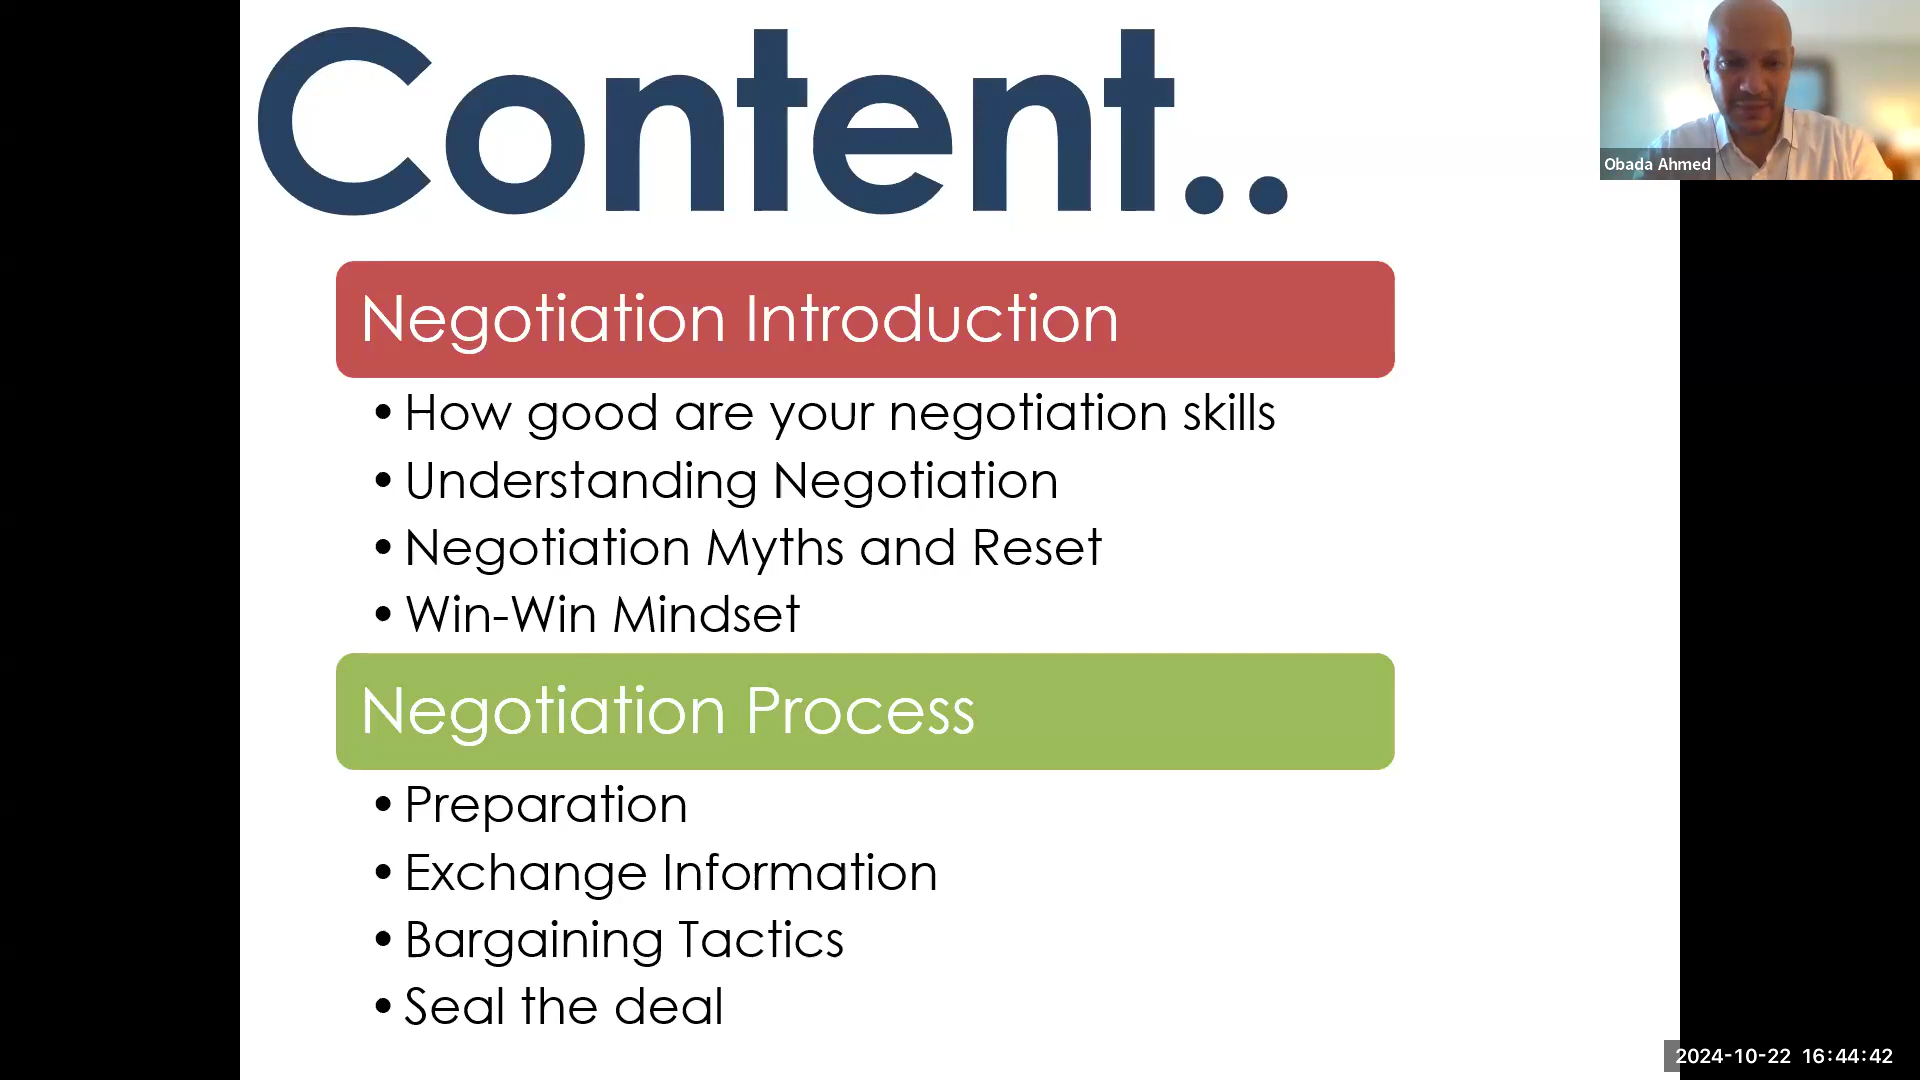 Content..
Obada Ahmed
Negotiation Introduction
• How good are your negotiation skills
• Understanding Negotiation
• Negotiation Myths and Reset
• Win-Win Mindset
Negotiation Process
• Preparation
• Exchange Information
• Bargaining Tactics
• Seal the deal
2024-10-22 16:44:42